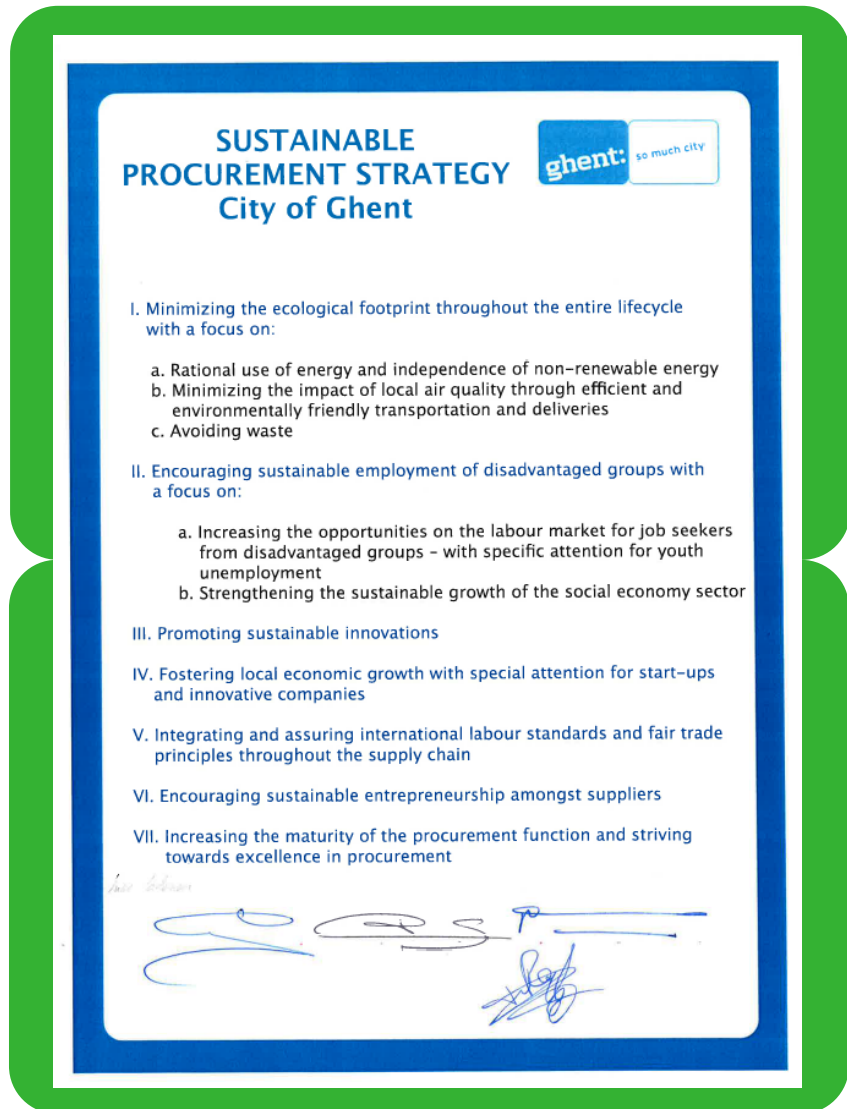 SUSTAINABLE
PROCUREMENT STRATEGY
City of Ghent
ghent: so much city
I. Minimizing the ecological footprint throughout the entire lifecycle
with a focus on:
a. Rational use of energy and independence of non-renewable energy
b. Minimizing the impact of local air quality through efficient and
environmentally friendly transportation and deliveries
c. Avoiding waste
II. Encouraging sustainable employment of disadvantaged groups with
a focus on:
a. Increasing the opportunities on the labour market for job seekers
from disadvantaged groups – with specific attention for youth
unemployment
b. Strengthening the sustainable growth of the social economy sector
III. Promoting sustainable innovations
IV. Fostering local economic growth with special attention for start-ups
and innovative companies
V. Integrating and assuring international labour standards and fair trade
principles throughout the supply chain
VI. Encouraging sustainable entrepreneurship amongst suppliers
VII. Increasing the maturity of the procurement function and striving
towards excellence in procurement